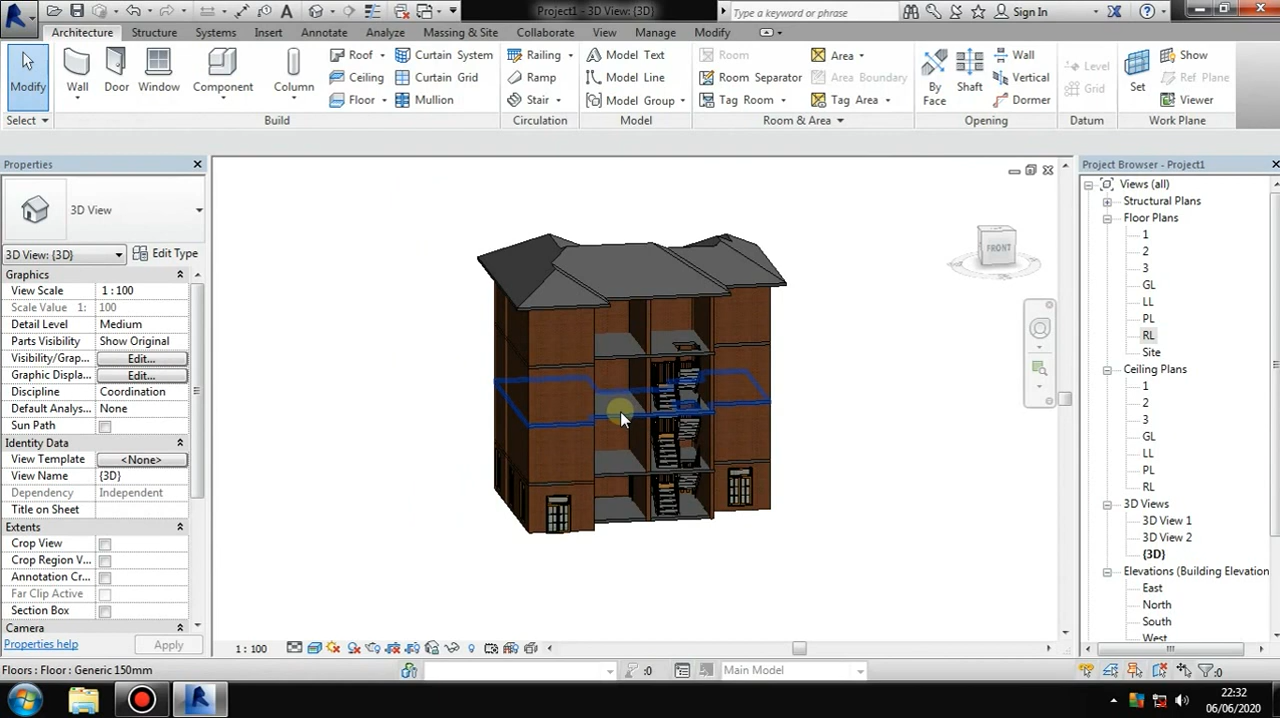 Project1 - 3D View: {3D}
Type a keyword or phrase
Sign In
Architecture
Structure
Systems
Insert
Annotate
Analyze
Massing & Site
Collaborate
View
Manage
Modify
Modify
Wall
Door
Window
Component
Column
Roof
Ceiling
Floor
Curtain System
Curtain Grid
Mullion
Railing
Ramp
Stair
Model Text
Model Line
Model Group
Room
Room Separator
Tag Room
Area
Area Boundary
Tag Area
By
Face
Shaft
Wall
Vertical
Dormer
Level
Grid
Set
Show
Ref Plane
Viewer
Select
Build
Circulation
Model
Room & Area
Opening
Datum
Work Plane
Properties
3D View
3D View: {3D}
Edit Type
Graphics
View Scale 1 : 100
Scale Value 1: 100
Detail Level Medium
Parts Visibility Show Original
Visibility/Grap... Edit...
Graphic Displa... Edit...
Discipline Coordination
Default Analys... None
Sun Path
Identity Data
View Template <None>
View Name {3D}
Dependency Independent
Title on Sheet
Extents
Crop View
Crop Region V...
Annotation Cr...
Far Clip Active
Section Box
Camera
Properties help
Apply
FRONT
Project Browser - Project1
Views (all)
Structural Plans
Floor Plans
1
2
3
GL
LL
PL
RL
Site
Ceiling Plans
1
2
3
GL
LL
PL
RL
3D Views
3D View 1
3D View 2
{3D}
Elevations (Building Elevation
East
North
South
West
1 : 100
Floors : Floor : Generic 150mm
:0
Main Model
:0
22:32
06/06/2020